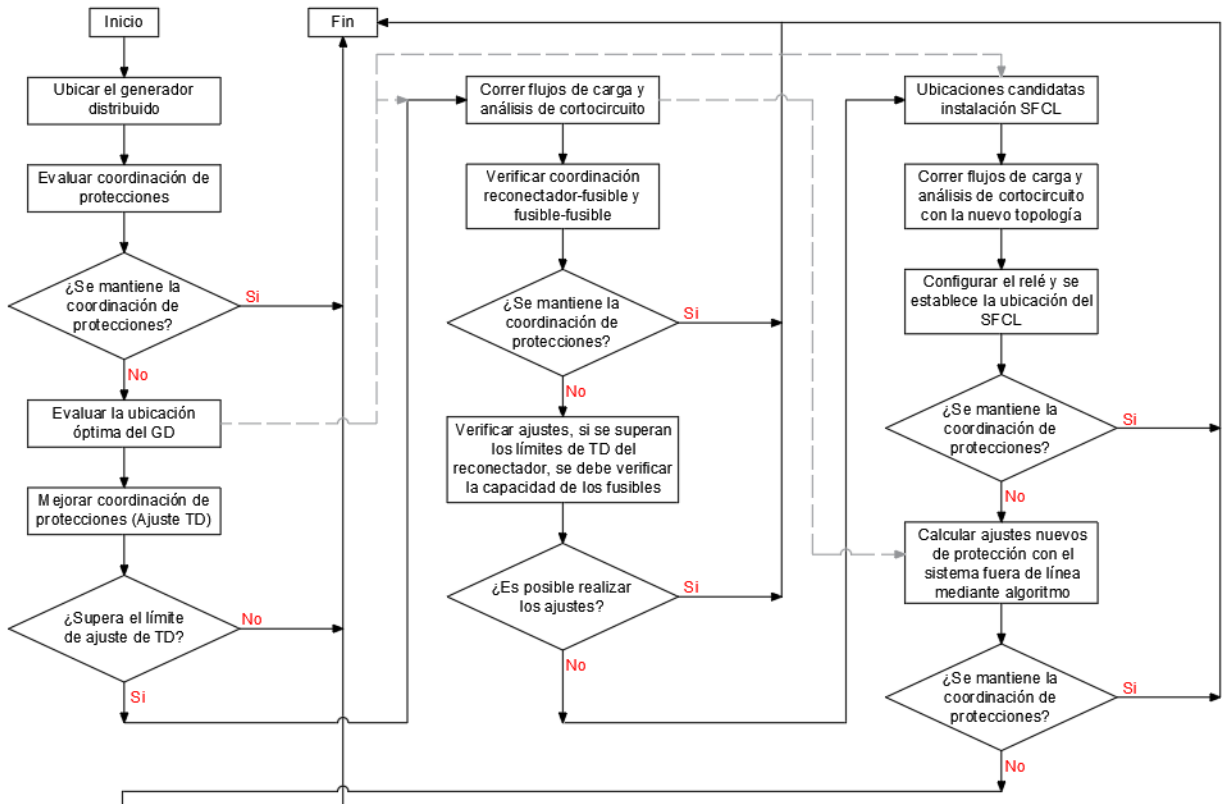 Inicio
Ubicar el generador
distribuido
Evaluar coordinación de
protecciones
¿Se mantiene la
coordinación de
protecciones?
Si
No
Evaluar la ubicación
óptima del GD
Mejorar coordinación de
protecciones (Ajuste TD)
¿Supera el límite
de ajuste de TD?
No
Si
Fin
Correr flujos de carga y
análisis de cortocircuito
Verificar coordinación
reconectador-fusible y
fusible-fusible
¿Se mantiene la
coordinación de
protecciones?
Si
No
Verificar ajustes, si se superan
los límites de TD del
reconectador, se debe verificar
la capacidad de los fusibles
¿Es posible realizar
los ajustes?
Si
No
Ubicaciones candidatas
instalación SFCL
Correr flujos de carga y
análisis de cortocircuito
con la nuevo topología
Configurar el relé y se
establece la ubicación del
SFCL
¿Se mantiene la
coordinación de
protecciones?
Si
No
Calcular ajustes nuevos
de protección con el
sistema fuera de línea
mediante algoritmo
¿Se mantiene la
coordinación de
protecciones?
Si
No